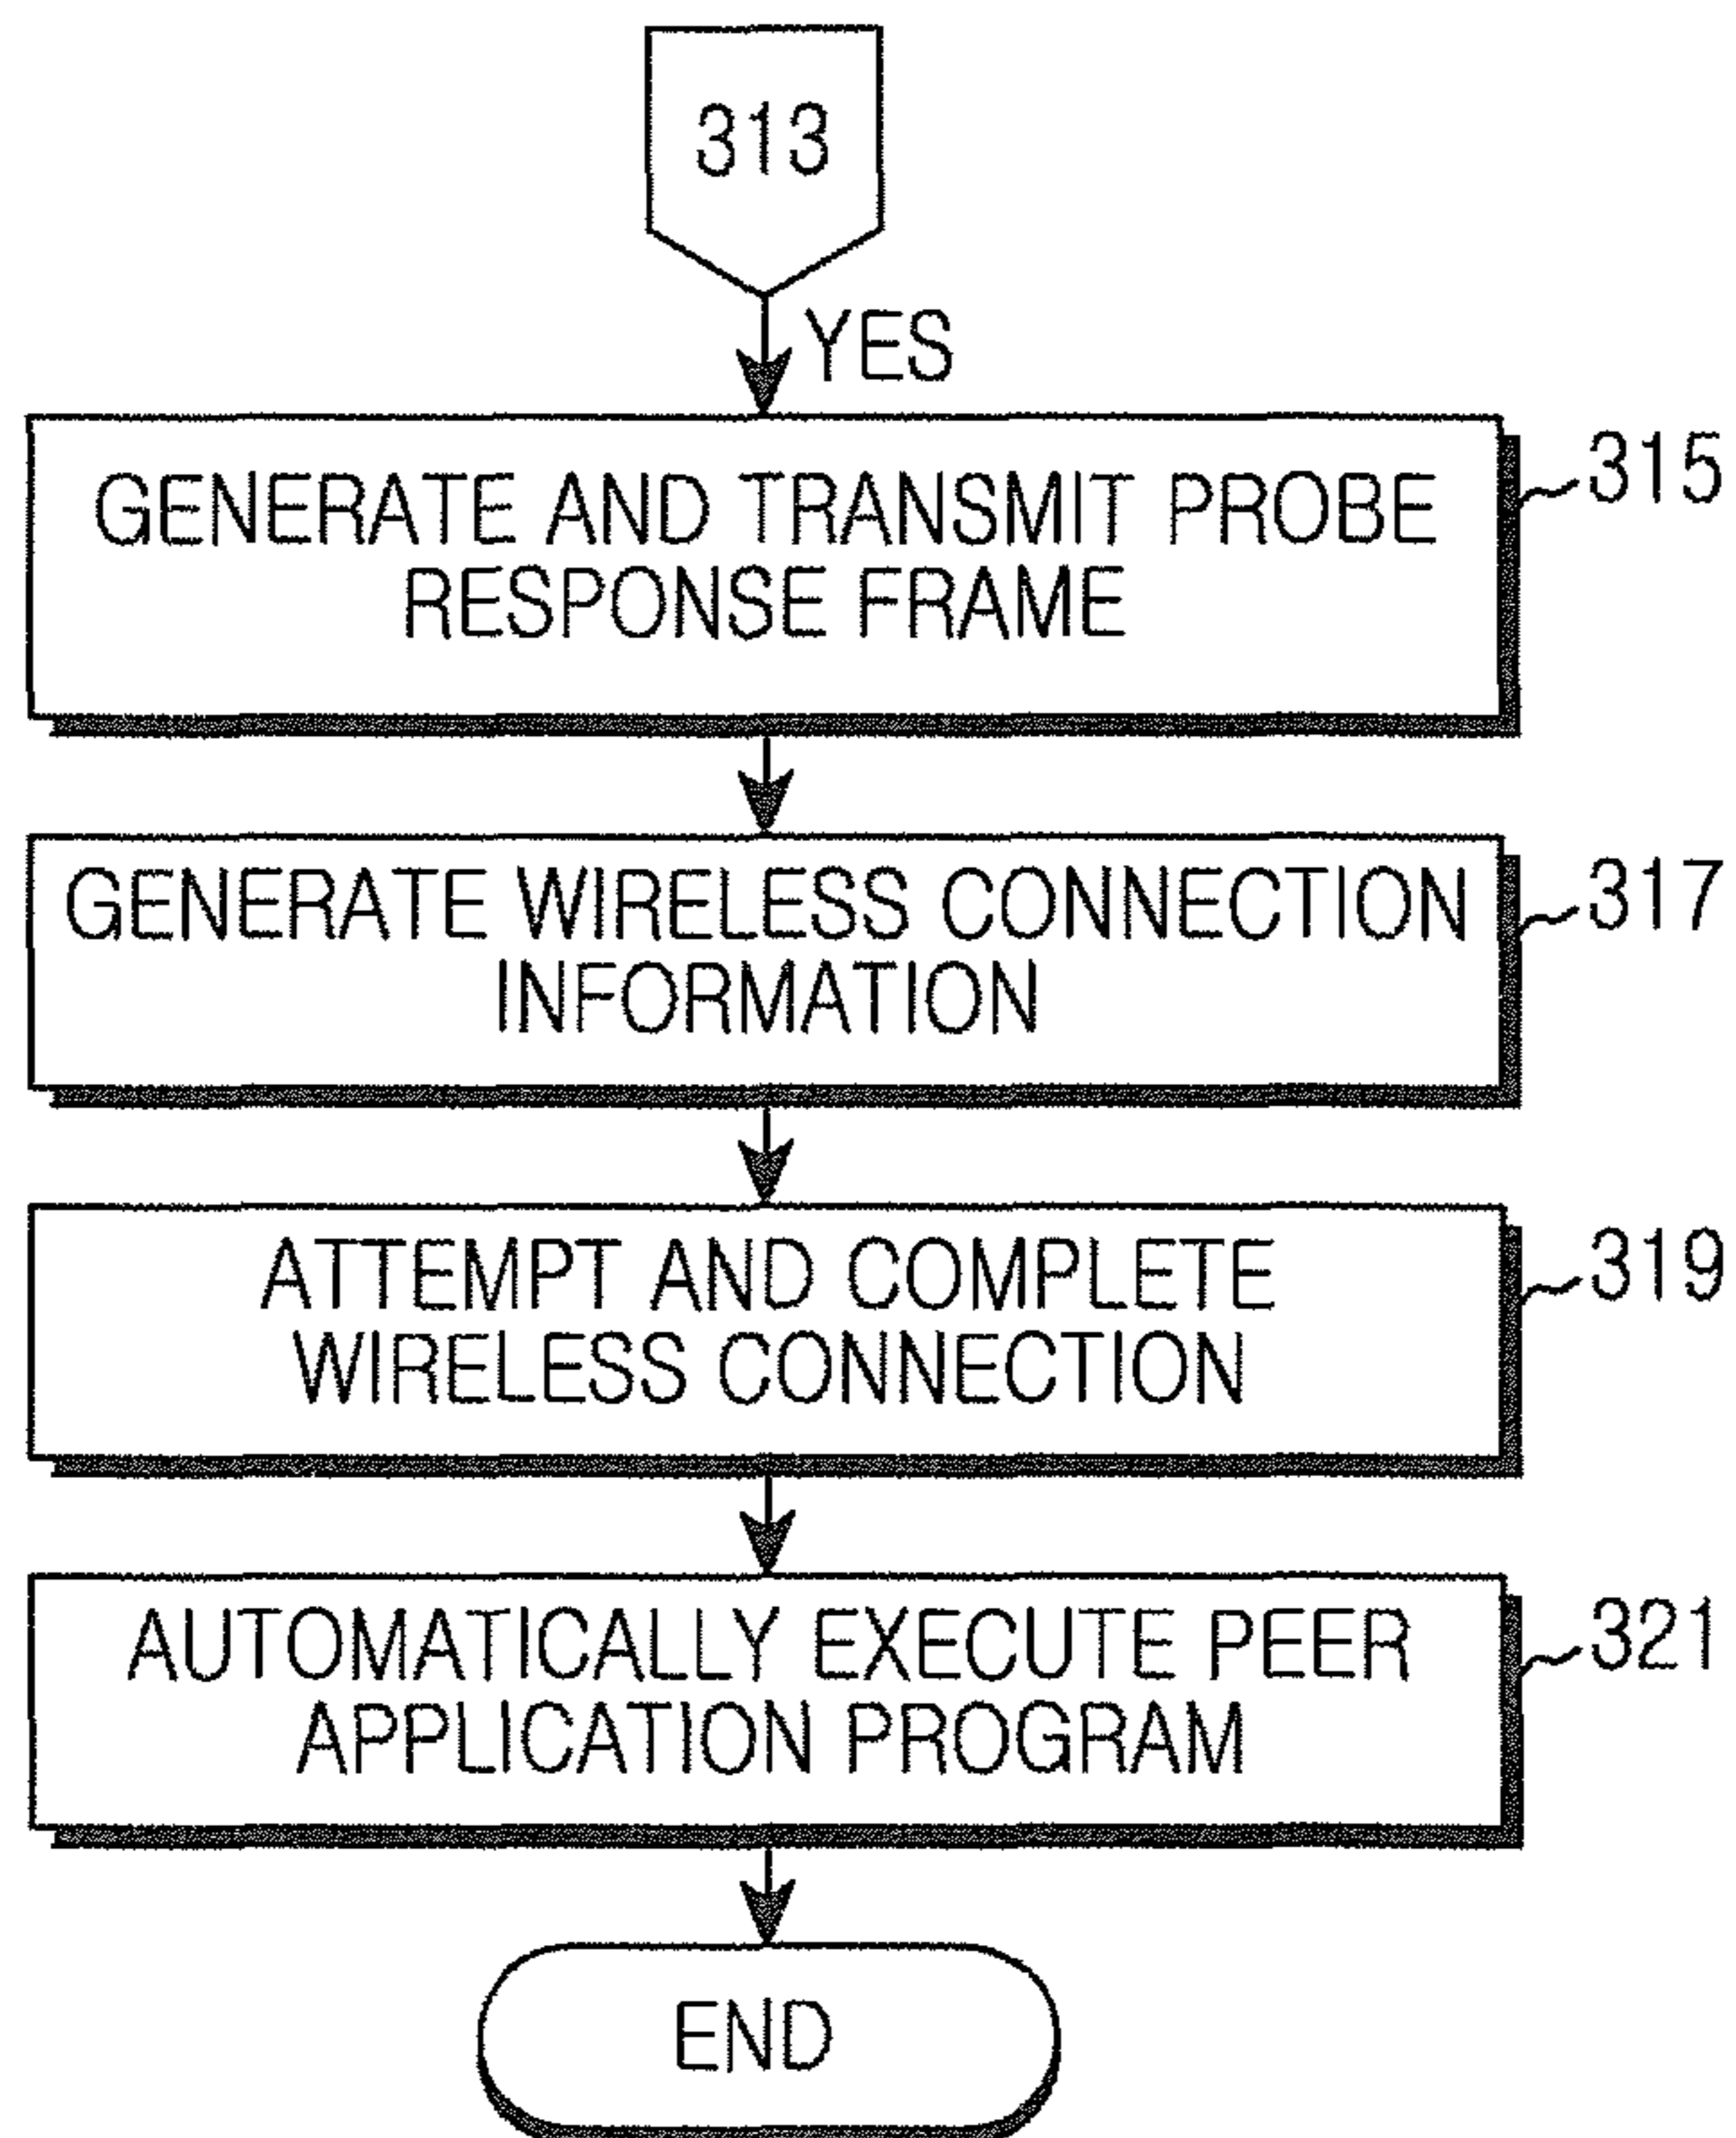 313
YES
GENERATE AND TRANSMIT PROBE
RESPONSE FRAME
315
GENERATE WIRELESS CONNECTION
INFORMATION
317
ATTEMPT AND COMPLETE
WIRELESS CONNECTION
319
AUTOMATICALLY EXECUTE PEER
APPLICATION PROGRAM
321
END